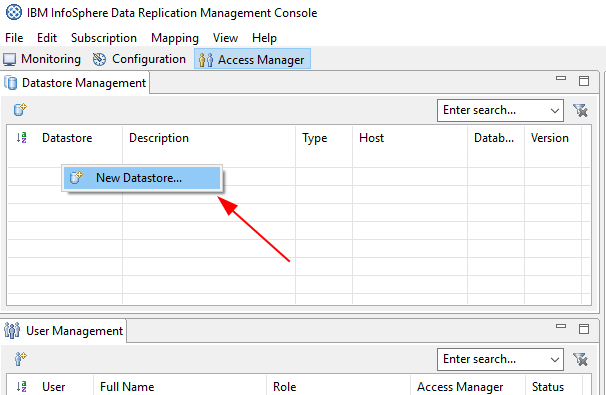 IBM InfoSphere Data Replication Management Console
File Edit Subscription Mapping View Help
Monitoring Configuration Access Manager
Datastore Management
Enter search...
Datastore Description Type Host Datab... Version
New Datastore...
User Management
Enter search...
User Full Name Role Access Manager Status